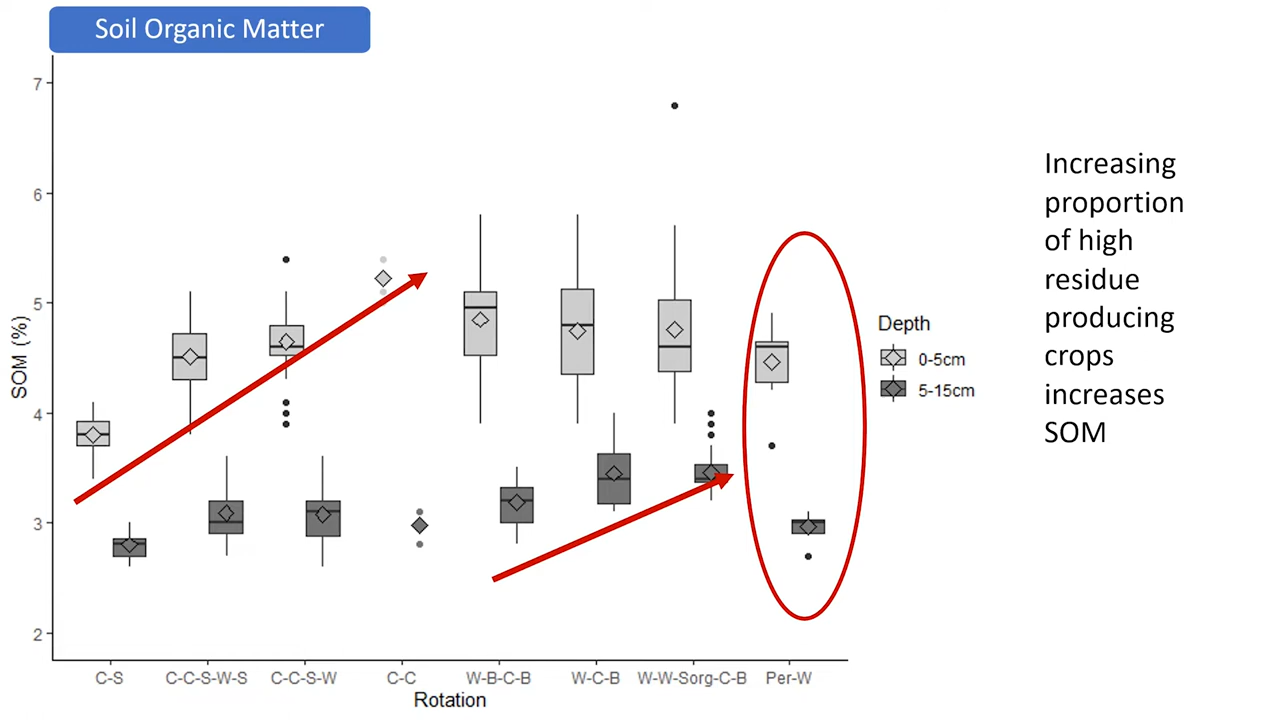 Soil Organic Matter
7
6
5
4
3
2
SOM (%)
C-S
C-C-S-W-S
C-C-S-W
C-C
W-B-C-B
W-C-B
W-W-Sorg-C-B
Per-W
Rotation
Depth
0-5cm
5-15cm
Increasing
proportion
of high
residue
producing
crops
increases
SOM